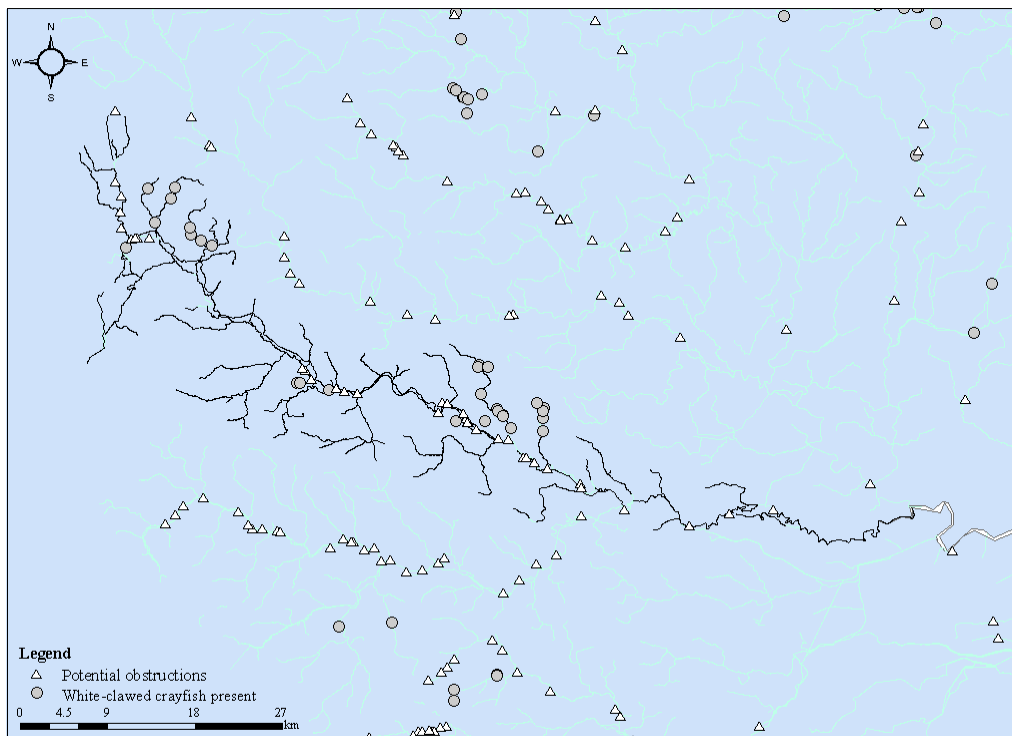 N
W E
S
Legend
Potential obstructions
White-clawed crayfish present
0 4.5 9 18 27
km